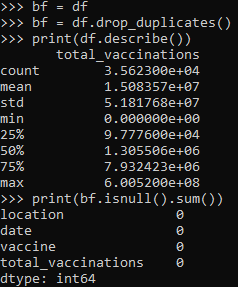 >>> bf = df
>>> bf = df.drop_duplicates()
>>> print(df.describe())
       total_vaccinations
count        3.562300e+04
mean         1.508357e+07
std          5.181768e+07
min          0.000000e+00
25%          9.777600e+04
50%          1.305506e+06
75%          7.932423e+06
max          6.005200e+08
>>> print(bf.isnull().sum())
location              0
date                  0
vaccine               0
total_vaccinations    0
dtype: int64